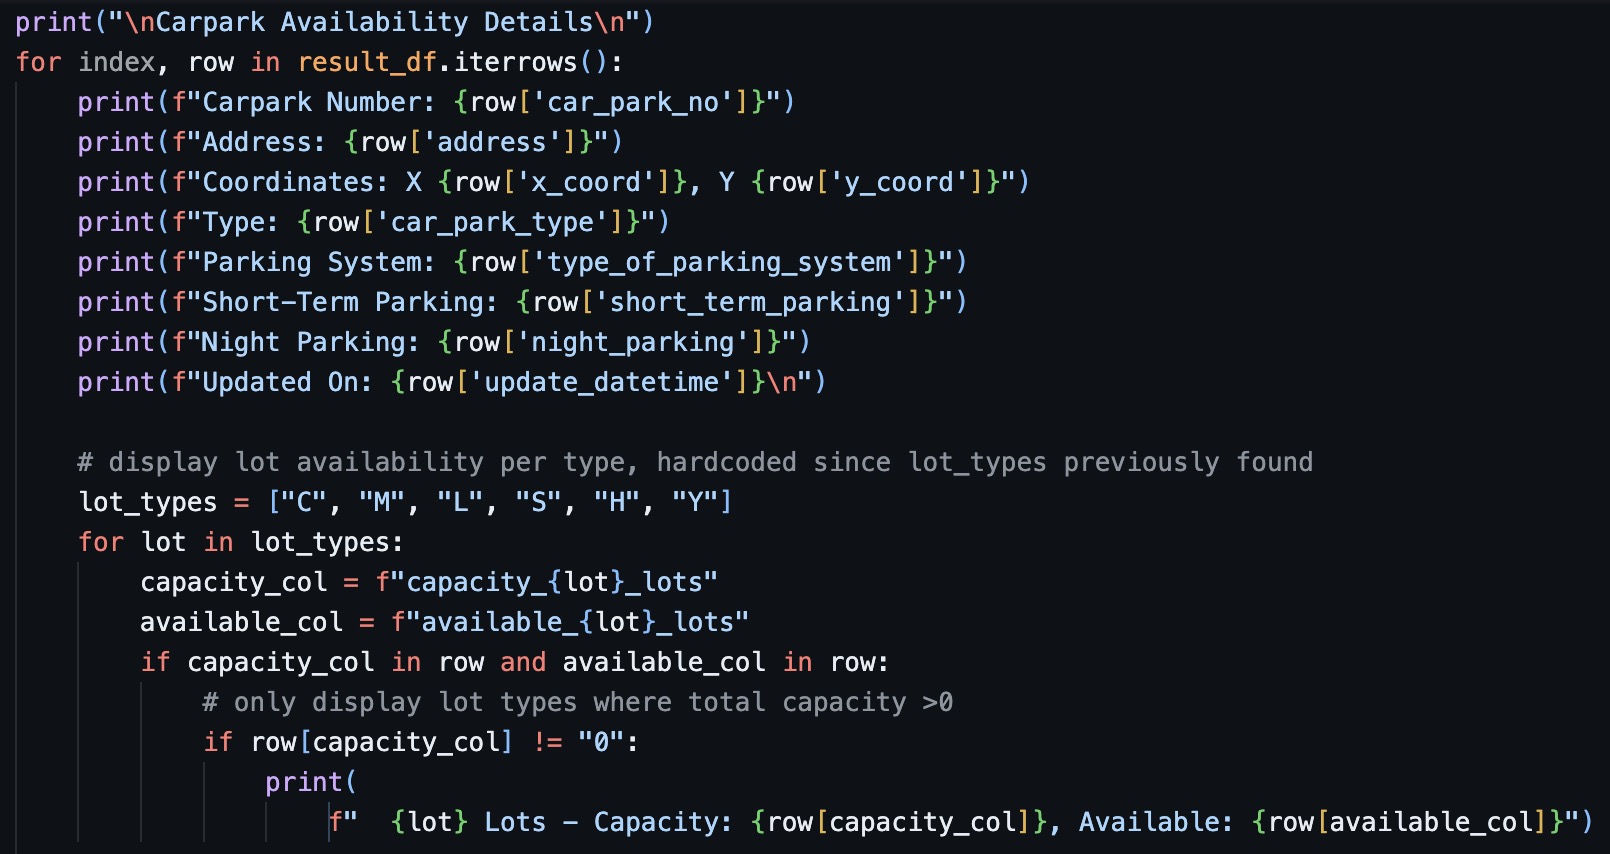 print("\nCarpark Availability Details\n")
for index, row in result_df.iterrows():
    print(f"Carpark Number: {row['car_park_no']}")
    print(f"Address: {row['address']}")
    print(f"Coordinates: X {row['x_coord']}, Y {row['y_coord']}")
    print(f"Type: {row['car_park_type']}")
    print(f"Parking System: {row['type_of_parking_system']}")
    print(f"Short-Term Parking: {row['short_term_parking']}")
    print(f"Night Parking: {row['night_parking']}")
    print(f"Updated On: {row['update_datetime']}\n")

    # display lot availability per type, hardcoded since lot_types previously found
    lot_types = ["C", "M", "L", "S", "H", "Y"]
    for lot in lot_types:
        capacity_col = f"capacity_{lot}_lots"
        available_col = f"available_{lot}_lots"
        if capacity_col in row and available_col in row:
            # only display lot types where total capacity >0
            if row[capacity_col] != "0":
                print(
                    f"  {lot} Lots - Capacity: {row[capacity_col]}, Available: {row[available_col]}")